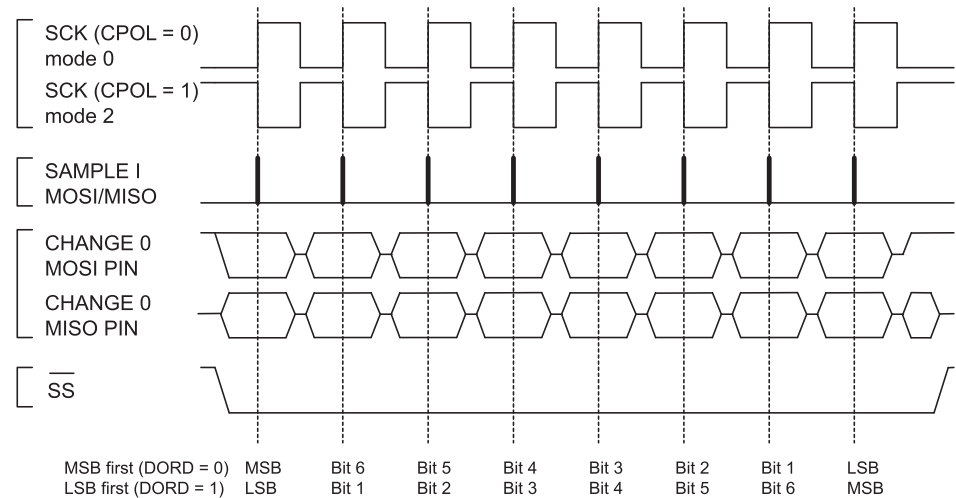 SCK (CPOL = 0)
mode 0
SCK (CPOL = 1)
mode 2
SAMPLE I
MOSI/MISO
CHANGE 0
MOSI PIN
CHANGE 0
MISO PIN
SS
MSB first (DORD = 0) MSB Bit 6 Bit 5 Bit 4 Bit 3 Bit 2 Bit 1 LSB
LSB first (DORD = 1) LSB Bit 1 Bit 2 Bit 3 Bit 4 Bit 5 Bit 6 MSB